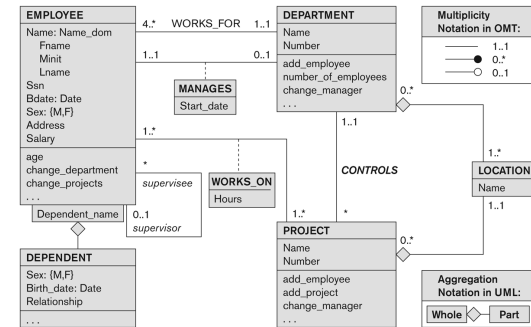 EMPLOYEE
Name: Name_dom
Fname
Minit
Lname
Ssn
Bdate: Date
Sex: {M,F}
Address
Salary
age
change_department
change_projects
. . .
Dependent_name
DEPENDENT
Sex: {M,F}
Birth_date: Date
Relationship
. . .
4..*
WORKS_FOR
1..1
1..1
0..1
MANAGES
Start_date
1..*
*
supervisee
0..1
supervisor
WORKS_ON
Hours
1..*
*
DEPARTMENT
Name
Number
add_employee
number_of_employees
change_manager
. . .
0..*
1..1
CONTROLS
PROJECT
Name
Number
add_employee
add_project
change_manager
. . .
0..*
1..*
LOCATION
Name
1..1
Multiplicity
Notation in OMT:
1..1
0..*
0..1
Aggregation
Notation in UML:
Whole
Part